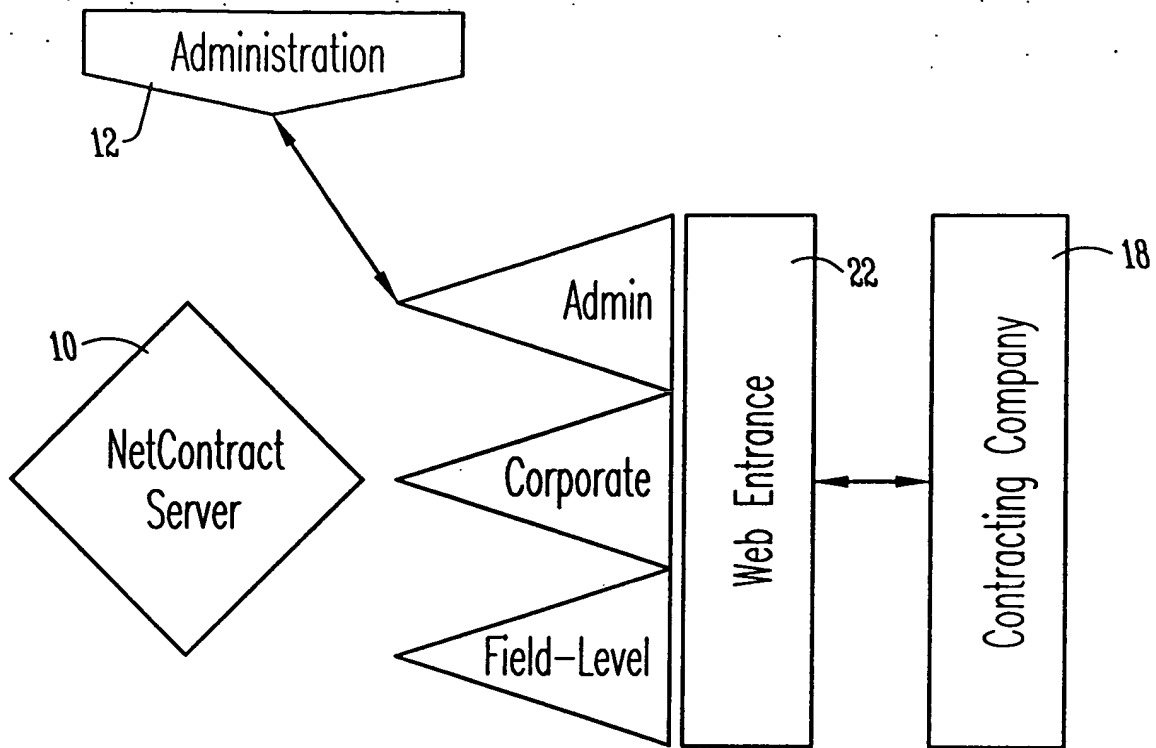 Administration
12
Admin
22
18
10
NetContract
Server
Corporate
Web Entrance
Contracting Company
Field-Level